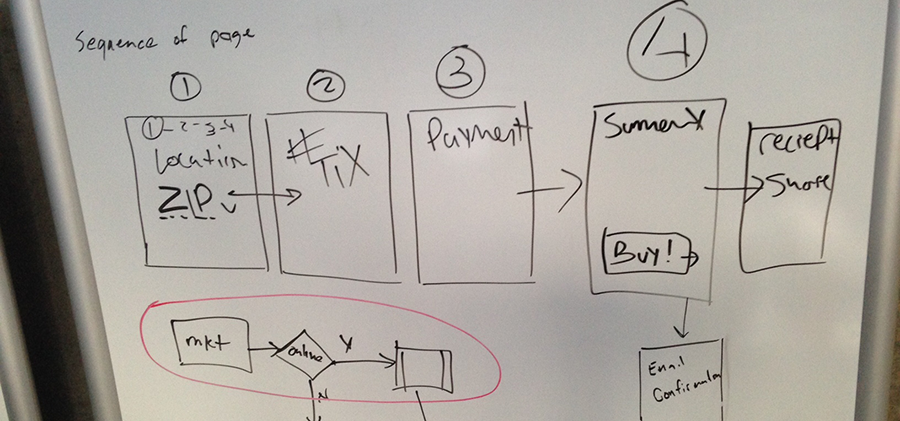 Sequence of page
1
2
3
4
1-2-3-4
Location
ZIP
# TIX
Payment
Summery
Buy!
reciept
Share
mkt
online
Y
N
Email
Confirmation